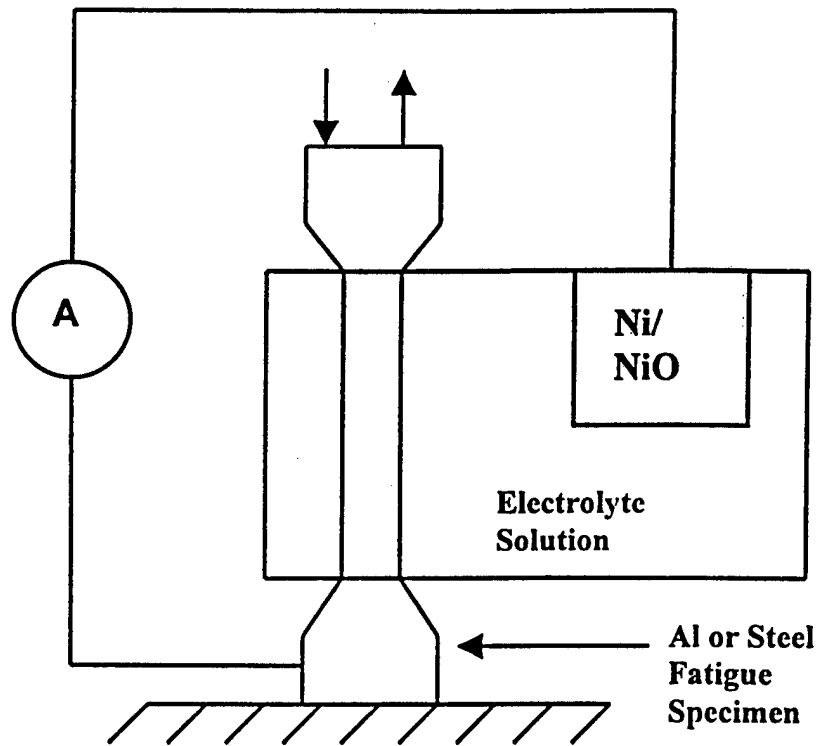 A
Ni/
NiO
Electrolyte
Solution
Al or Steel
Fatigue
Specimen